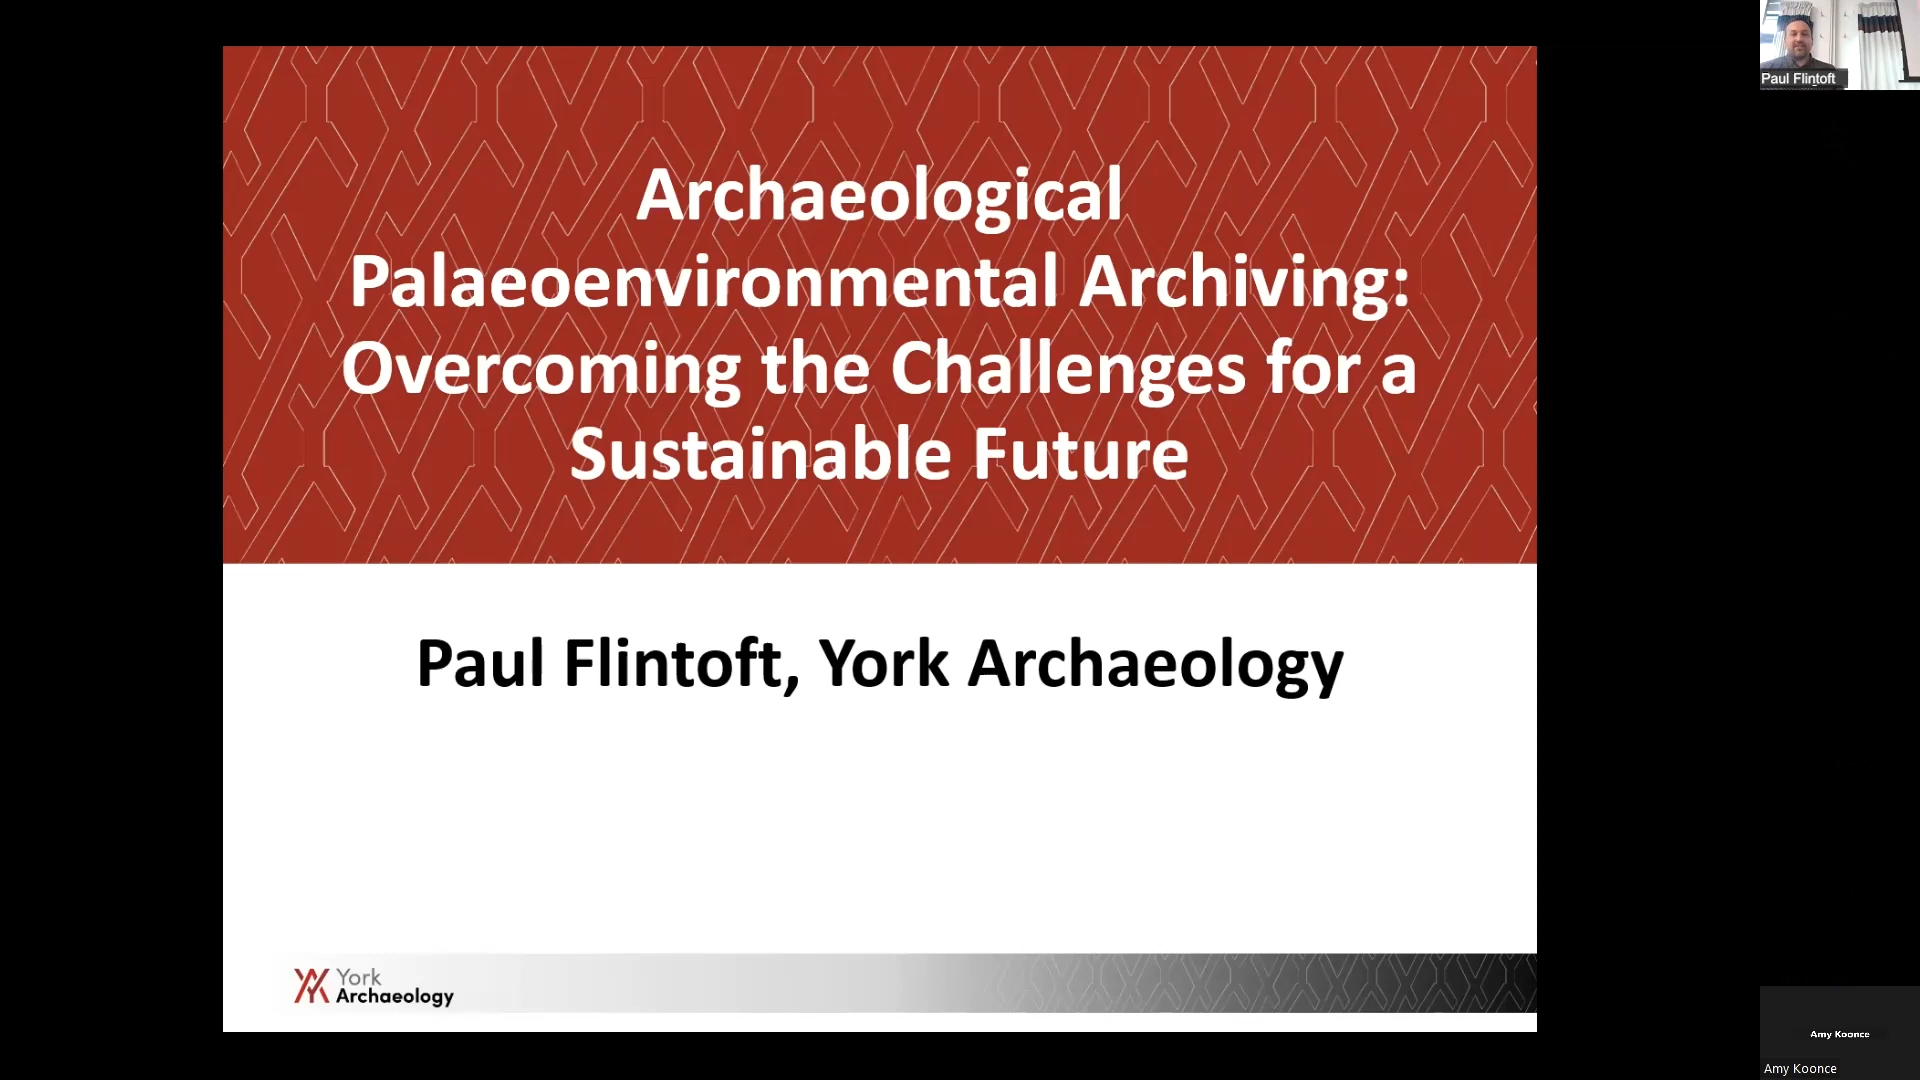 Archaeological
Palaeoenvironmental Archiving:
Overcoming the Challenges for a
Sustainable Future
Paul Flintoft, York Archaeology
York
Archaeology
Paul Flintoft
Amy Koonce
Amy Koonce